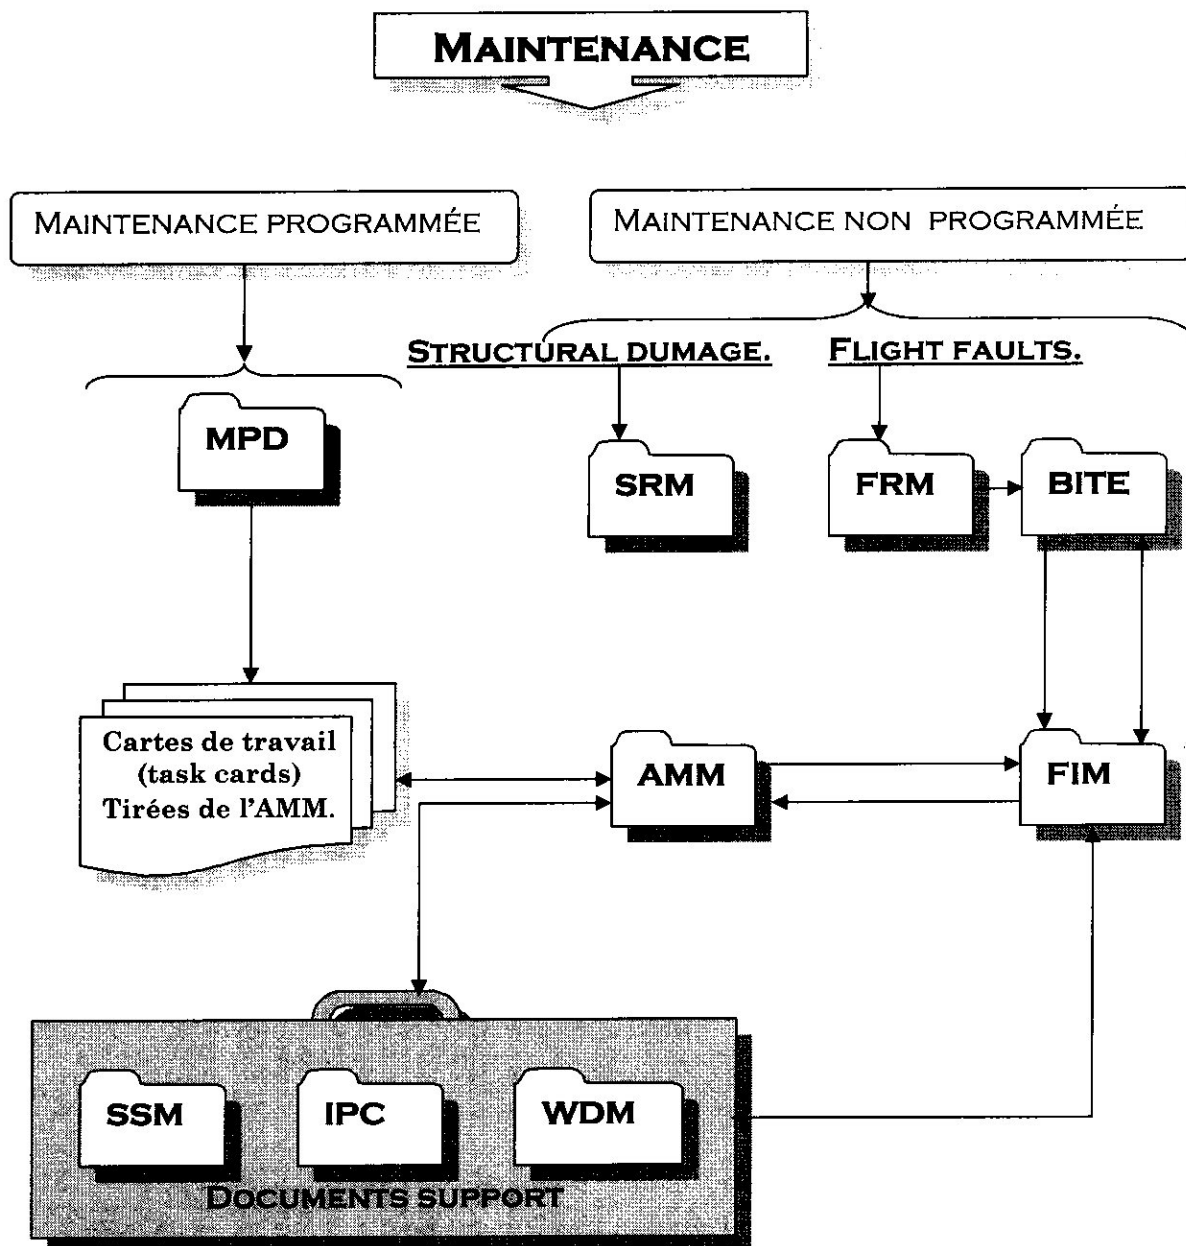 MAINTENANCE
MAINTENANCE PROGRAMMÉE
MAINTENANCE NON PROGRAMMÉE
STRUCTURAL DUMAGE.
FLIGHT FAULTS.
MPD
SRM
FRM
BITE
Cartes de travail
(task cards)
Tirées de l'AMM.
AMM
FIM
SSM
IPC
WDM
DOCUMENTS SUPPORT